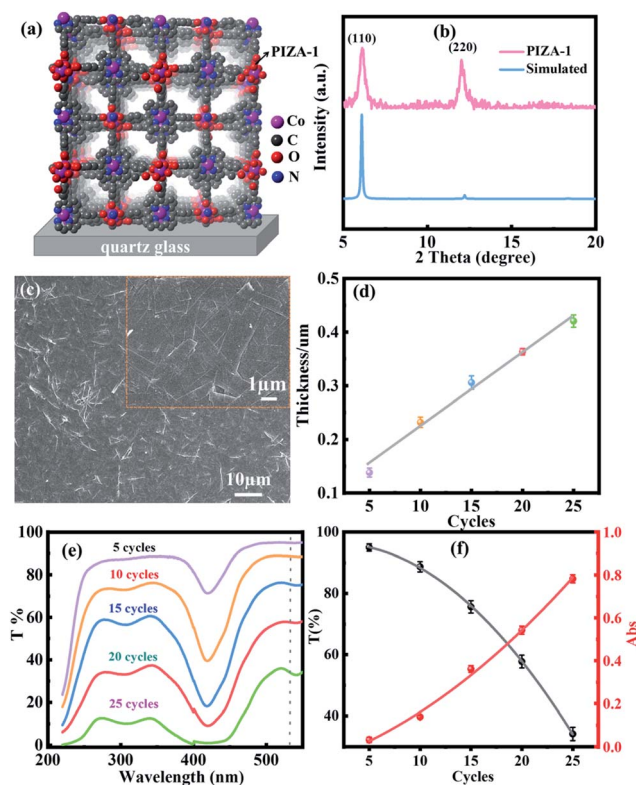 (a)
PIZA-1
Co
C
O
N
quartz glass
(b)
(110)
(220)
PIZA-1
Simulated
Intensity (a.u.)
5 10 15 20
2 Theta (degree)
(c)
1μm
10μm
(d)
Thickness/um
0.4
0.3
0.2
0.1
5 10 15 20 25
Cycles
(e)
T %
100
80
60
40
20
0
5 cycles
10 cycles
15 cycles
20 cycles
25 cycles
200 300 400 500
Wavelength (nm)
(f)
T(%)
100
80
60
40
1.0
0.8
0.6
0.4
0.2
0.0
Abs
5 10 15 20 25
Cycles